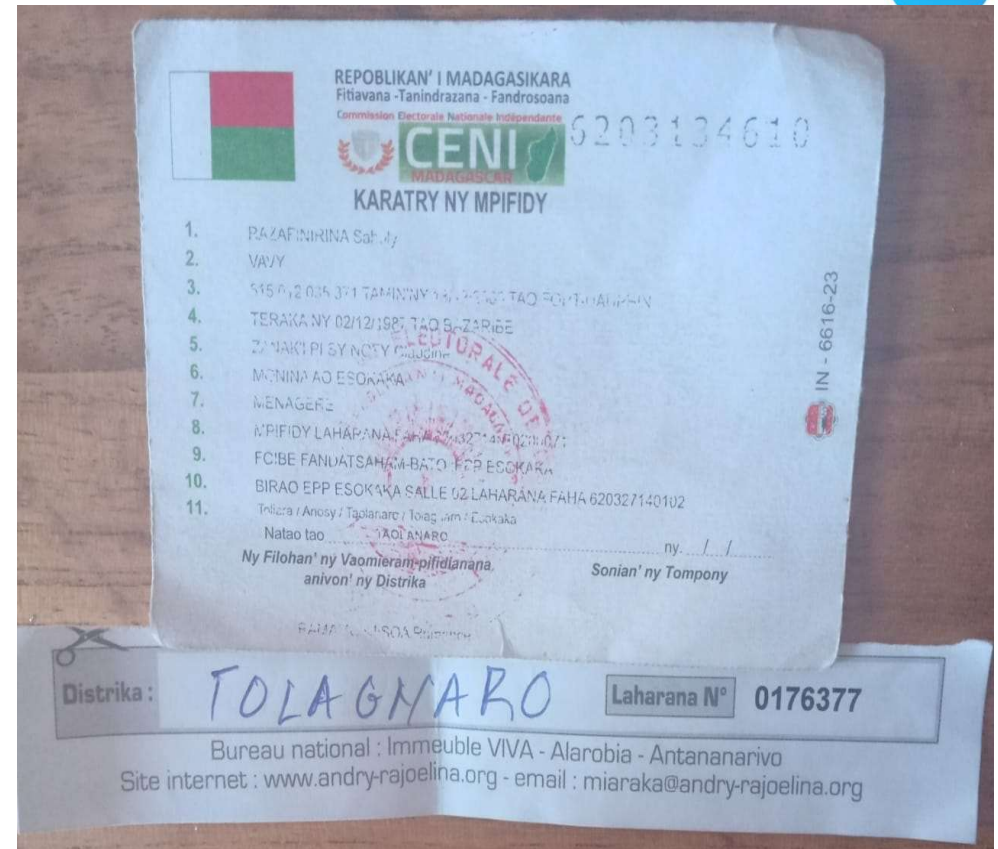 REPOBLIKAN' I MADAGASIKARA
Fitiavana -Tanindrazana - Fandrosoana
Commission Electorale Nationale Indépendante
CENI
MADAGASCAR
6203134610
KARATRY NY MPIFIDY
1. RAZAFINIRINA
2. VAVY
3. TAO
4. TERAKA NY 02/12/1987 TAO BAZARIBE
5.
6. MONINA AO ESOKAKA
7. MENAGERE
8. MPIFIDY LAHARANA FAHA
9. FOIBE FANDATSAHAM-BATO EPP ESOKAKA
10. BIRAO EPP ESOKAKA SALLE 02 LAHARANA FAHA 620327140102
11. Toliara / Anosy / Taolanaro / / Esokaka
Natao tao TAOLANARO ny. / /
Ny Filohan' ny Vaomieram-pifidianana
anivon' ny Distrika
Sonian' ny Tompony
IN - 6616-23
ELECTORALE
Distrika : TOLAGNARO Laharana N° 0176377
Bureau national : Immeuble VIVA - Alarobia - Antananarivo
Site internet : www.andry-rajoelina.org - email : miaraka@andry-rajoelina.org